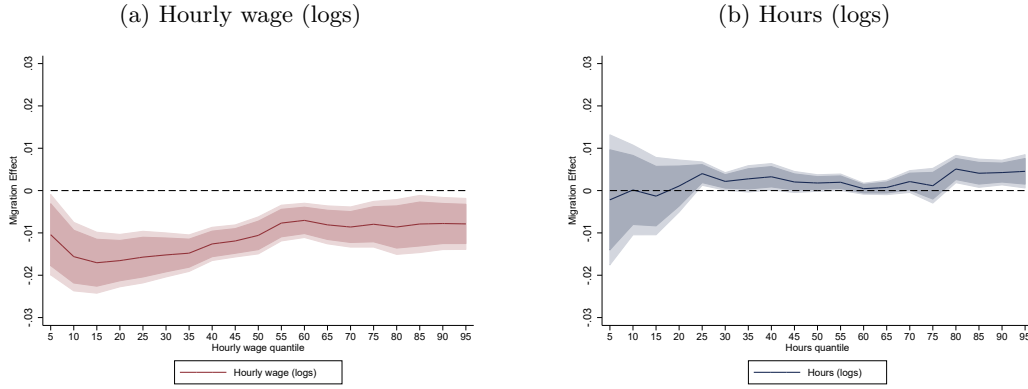 (a) Hourly wage (logs)
Migration Effect
.03
.02
.01
0
-.01
-.02
-.03
5 10 15 20 25 30 35 40 45 50 55 60 65 70 75 80 85 90 95
Hourly wage quantile
Hourly wage (logs)
(b) Hours (logs)
Migration Effect
.03
.02
.01
0
-.01
-.02
-.03
5 10 15 20 25 30 35 40 45 50 55 60 65 70 75 80 85 90 95
Hours quantile
Hours (logs)